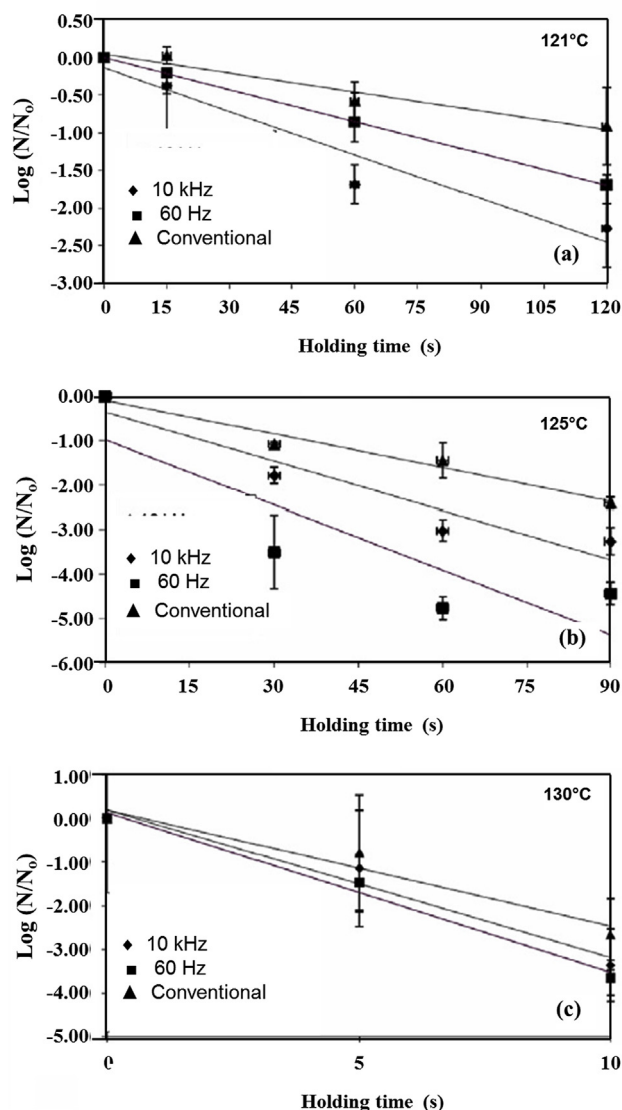 0.50
121°C
0.00
-0.50
-1.00
-1.50
-2.00
-2.50
-3.00
Log (N/No)
10 kHz
60 Hz
Conventional
(a)
0 15 30 45 60 75 90 105 120
Holding time (s)
0.00
125°C
-1.00
-2.00
-3.00
-4.00
-5.00
-6.00
Log (N/No)
10 kHz
60 Hz
Conventional
(b)
0 15 30 45 60 75 90
Holding time (s)
1.00
130°C
0.00
-1.00
-2.00
-3.00
-4.00
-5.00
Log (N/No)
10 kHz
60 Hz
Conventional
(c)
0 5 10
Holding time (s)